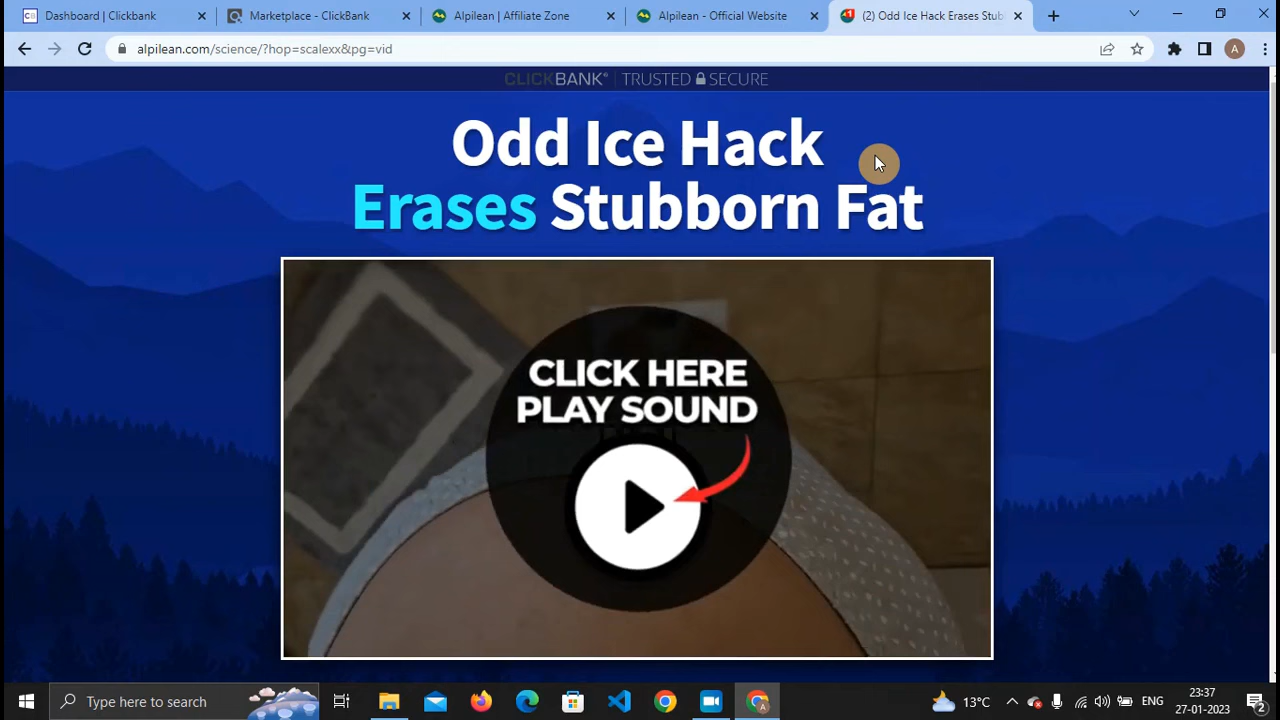 Dashboard | Clickbank
Marketplace - ClickBank
Alpilean | Affiliate Zone
Alpilean - Official Website
(2) Odd Ice Hack Erases Stub
alpilean.com/science/?hop=scalexx&pg=vid
A
CLICKBANK® | TRUSTED SECURE
Odd Ice Hack
Erases Stubborn Fat
CLICK HERE
PLAY SOUND
Type here to search
13°C
ENG
23:37
27-01-2023
2